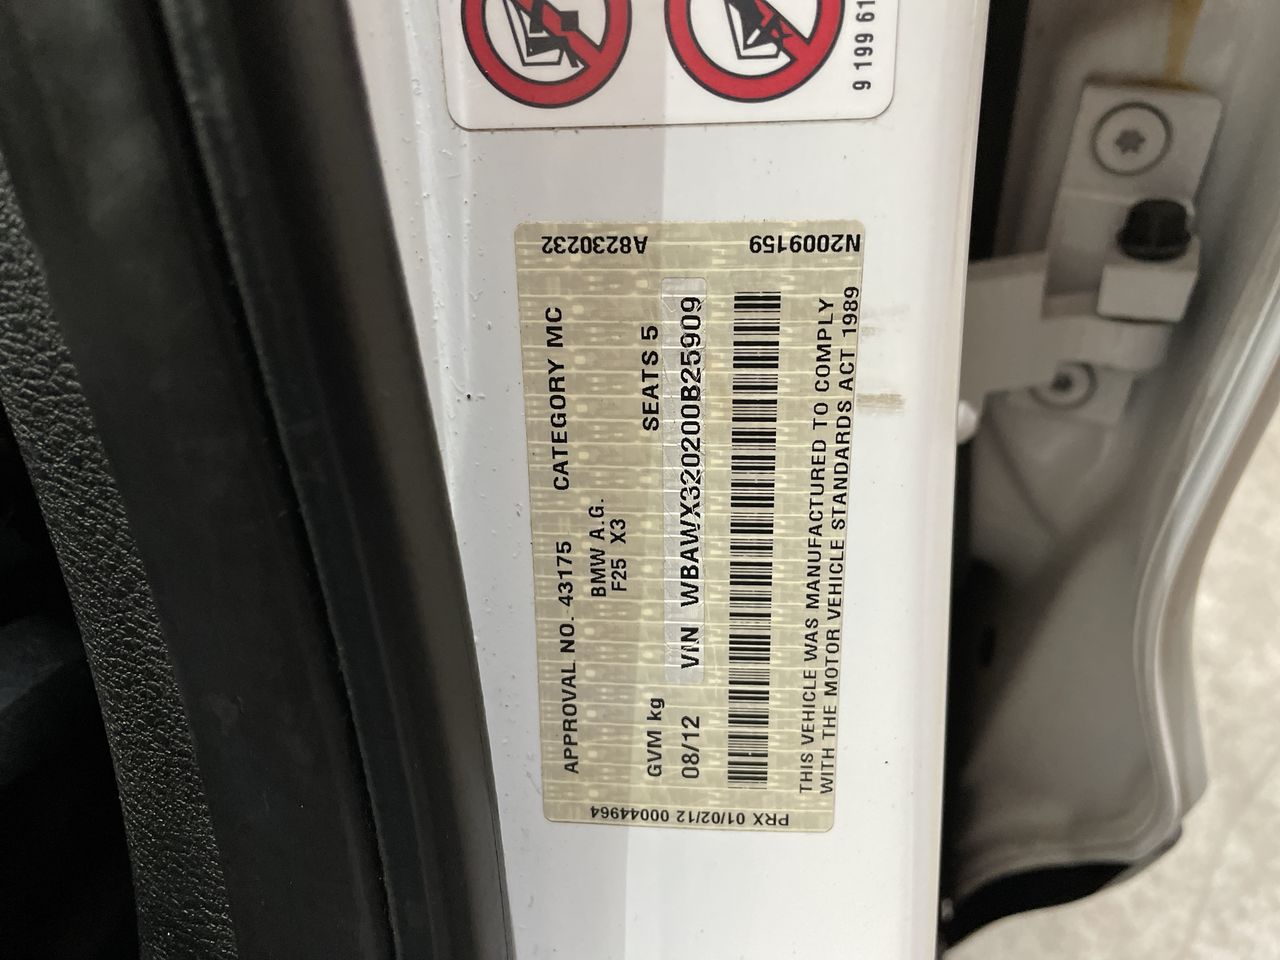 9 199 61
A8230232
N2009159
APPROVAL NO. 43175 CATEGORY MC
BMW A.G.
F25 X3
GVM kg SEATS 5
08/12 VIN WBAWX320200B25909
THIS VEHICLE WAS MANUFACTURED TO COMPLY
WITH THE MOTOR VEHICLE STANDARDS ACT 1989
PRX 01/02/12 00044964